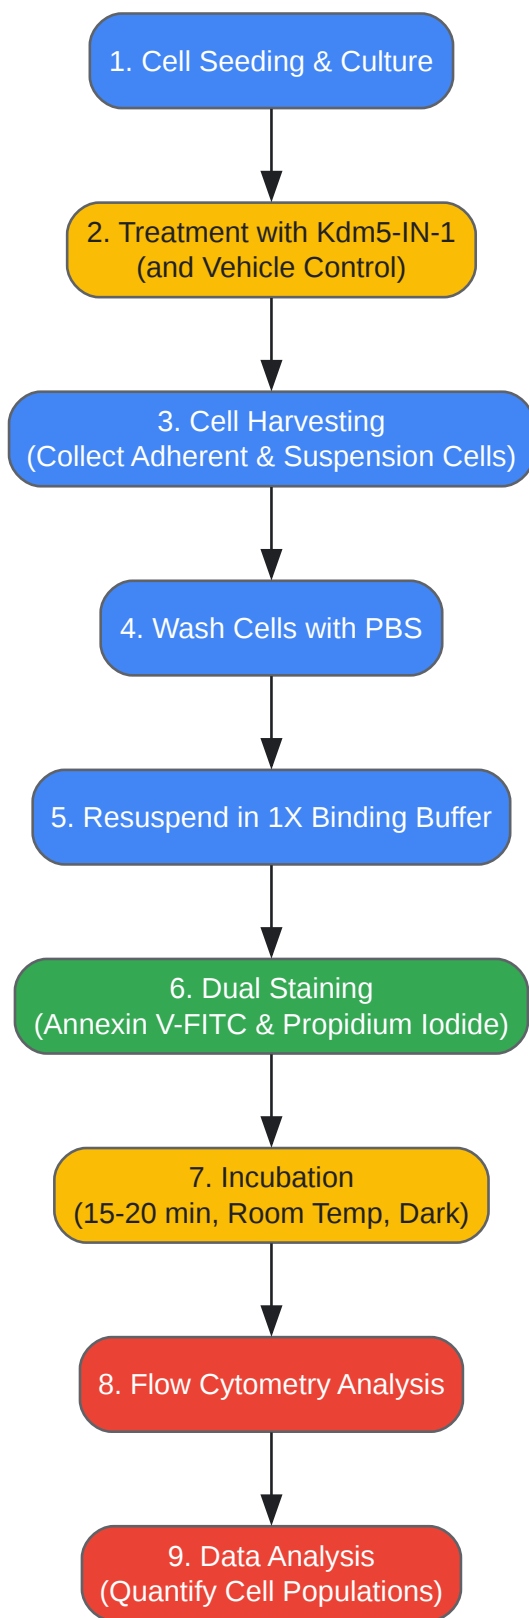 1. Cell Seeding & Culture
2. Treatment with Kdm5-IN-1
(and Vehicle Control)
3. Cell Harvesting
(Collect Adherent & Suspension Cells)
4. Wash Cells with PBS
5. Resuspend in 1X Binding Buffer
6. Dual Staining
(Annexin V-FITC & Propidium Iodide)
7. Incubation
(15-20 min, Room Temp, Dark)
8. Flow Cytometry Analysis
9. Data Analysis
(Quantify Cell Populations)